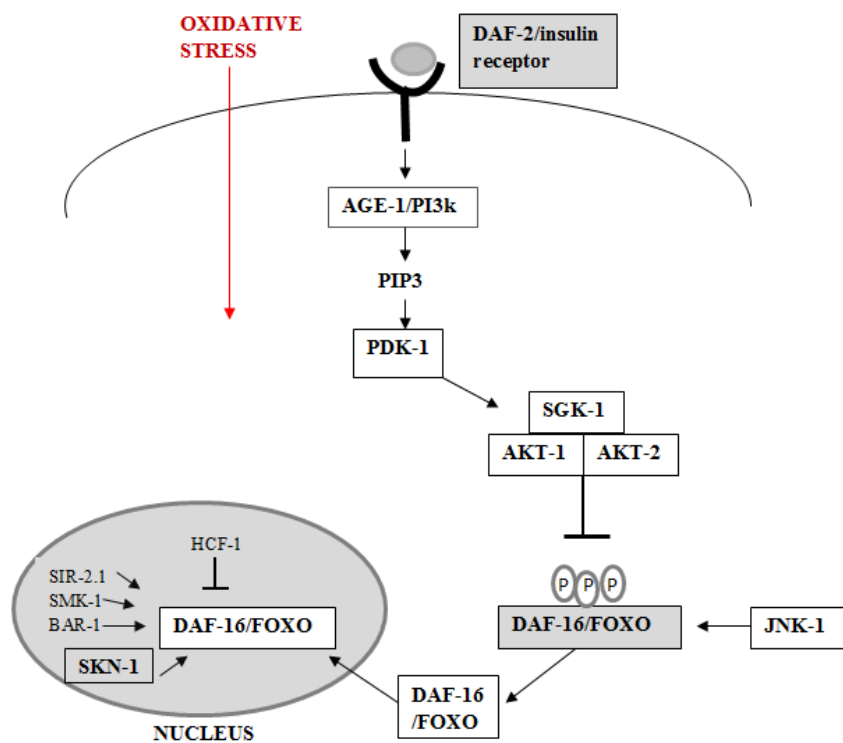 OXIDATIVE
STRESS
DAF-2/insulin
receptor
AGE-1/PI3k
PIP3
PDK-1
SGK-1
AKT-1
AKT-2
HCF-1
SIR-2.1
SMK-1
BAR-1
SKN-1
DAF-16/FOXO
P P P
DAF-16/FOXO
JNK-1
DAF-16
/FOXO
NUCLEUS